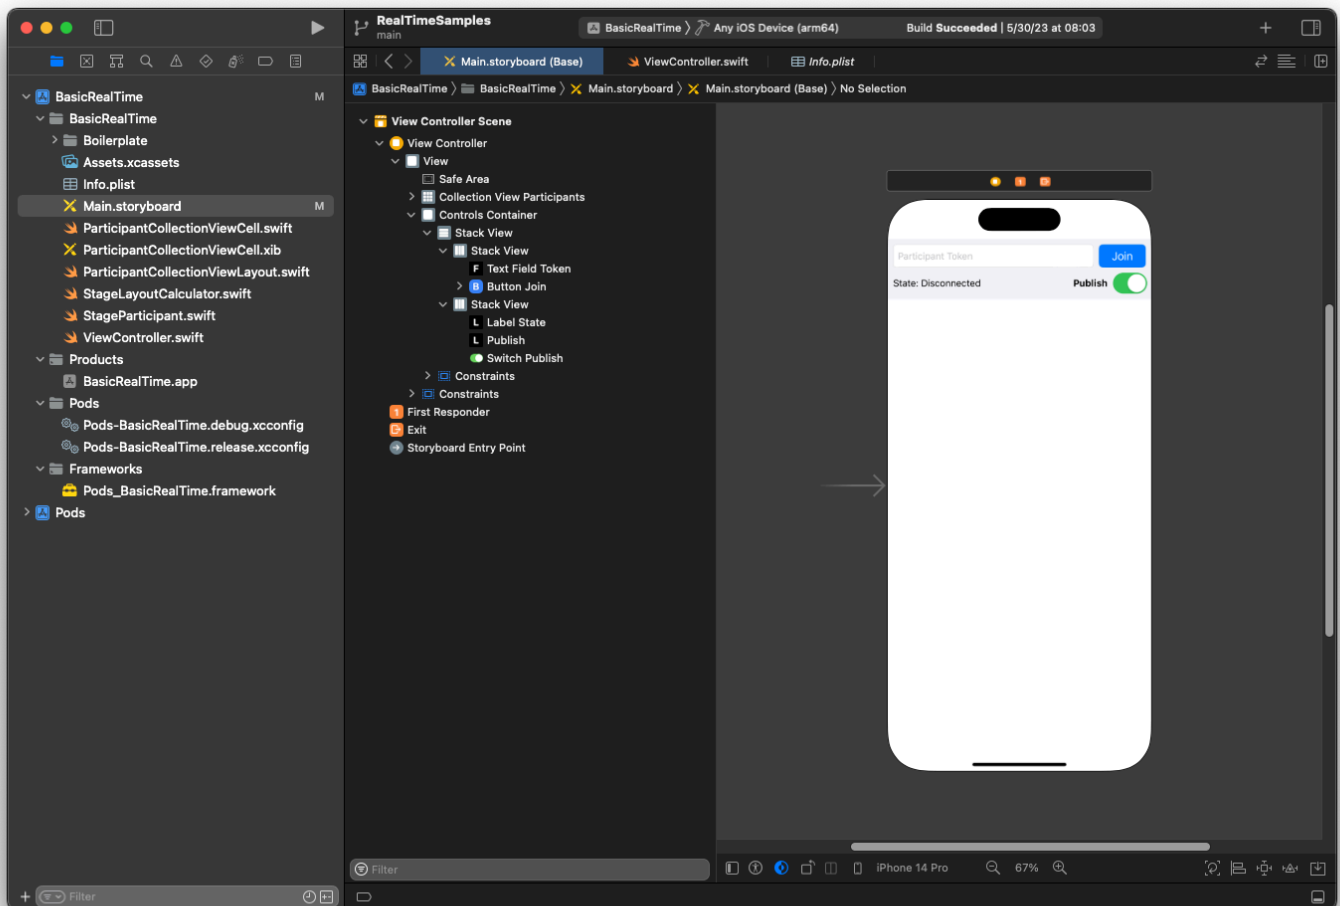 RealTimeSamples
main
BasicRealTime
Any iOS Device (arm64)
Build Succeeded | 5/30/23 at 08:03
Main.storyboard (Base)
ViewController.swift
Info.plist
BasicRealTime
BasicRealTime
Main.storyboard
Main.storyboard (Base)
No Selection
BasicRealTime M
BasicRealTime
Boilerplate
Assets.xcassets
Info.plist
Main.storyboard M
ParticipantCollectionViewCell.swift
ParticipantCollectionViewCell.xib
ParticipantCollectionViewLayout.swift
StageLayoutCalculator.swift
StageParticipant.swift
ViewController.swift
Products
BasicRealTime.app
Pods
Pods-BasicRealTime.debug.xcconfig
Pods-BasicRealTime.release.xcconfig
Frameworks
Pods_BasicRealTime.framework
Pods
Filter
View Controller Scene
View Controller
View
Safe Area
Collection View Participants
Controls Container
Stack View
Stack View
F Text Field Token
B Button Join
Stack View
L Label State
L Publish
Switch Publish
Constraints
Constraints
1 First Responder
Exit
Storyboard Entry Point
Filter
1
Participant Token
Join
State: Disconnected
Publish
iPhone 14 Pro
67%